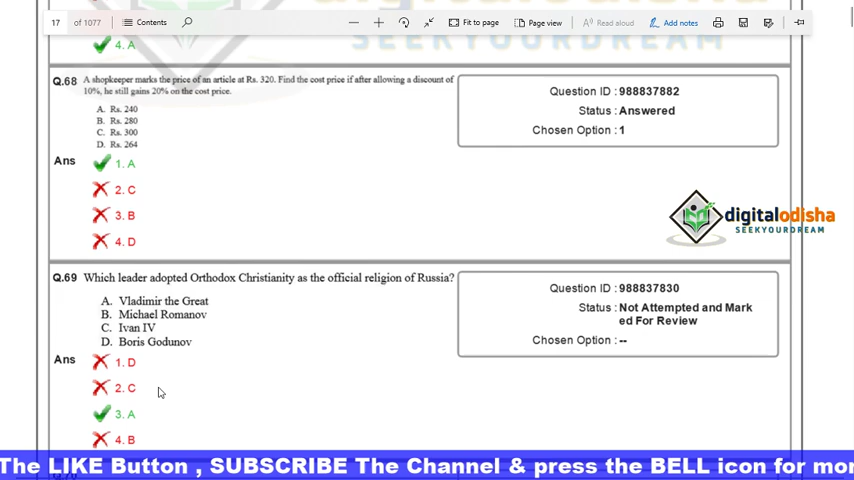 17 of 1077 Contents Fit to page Page view Read aloud Add notes
SEEKYOURDREAM
4. A
Q.68 A shopkeeper marks the price of an article at Rs. 320. Find the cost price if after allowing a discount of
10%, he still gains 20% on the cost price.
A. Rs. 240
B. Rs. 280
C. Rs. 300
D. Rs. 264
Ans
1. A
2. C
3. B
4. D
Question ID : 988837882
Status : Answered
Chosen Option : 1
digitalodisha
SEEKYOURDREAM
Q.69 Which leader adopted Orthodox Christianity as the official religion of Russia?
A. Vladimir the Great
B. Michael Romanov
C. Ivan IV
D. Boris Godunov
Ans
1. D
2. C
3. A
4. B
Question ID : 988837830
Status : Not Attempted and Mark
ed For Review
Chosen Option : --
The LIKE Button , SUBSCRIBE The Channel & press the BELL icon for mor